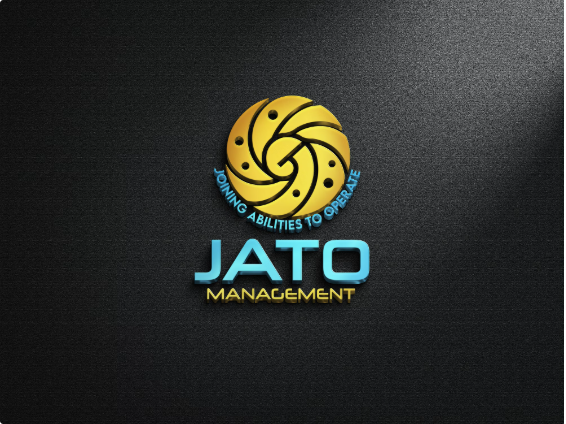 JOINING ABILITIES TO OPERATE
JATO
MANAGEMENT